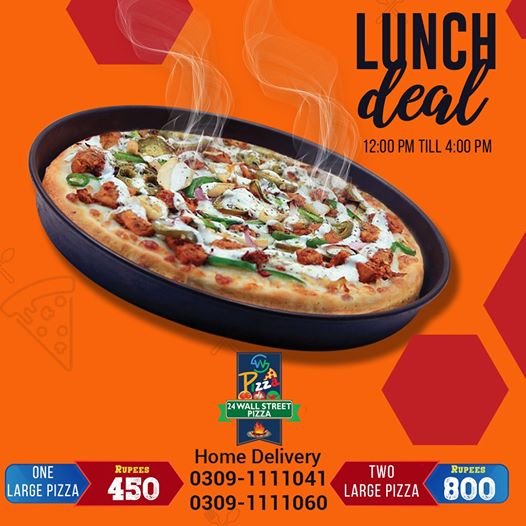 LUNCH
deal
12:00 PM TILL 4:00 PM
W
PIZZA
24 WALL STREET
PIZZA
Home Delivery
0309-1111041
0309-1111060
ONE
LARGE PIZZA
RUPEES
450
TWO
LARGE PIZZA
RUPEES
800